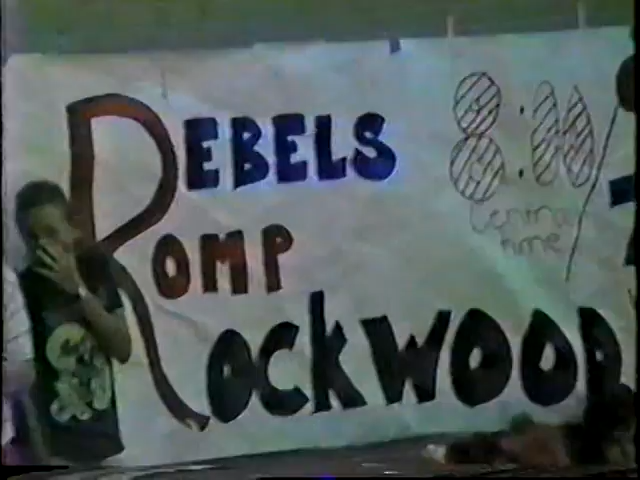 REBELS
ROMP
ROCKWOOD
8:00
Central
time